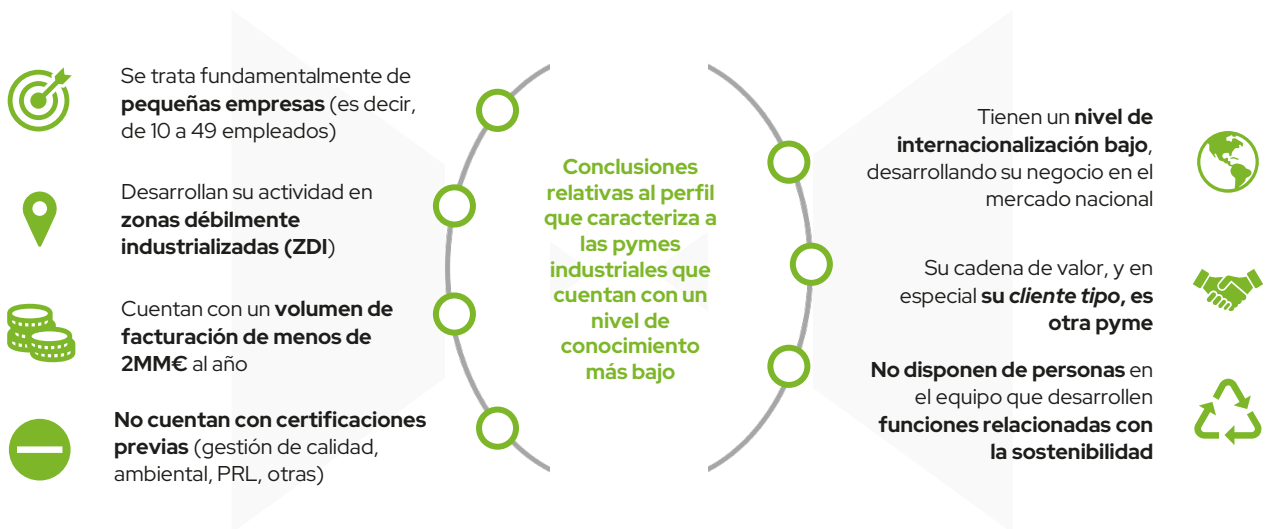 Se trata fundamentalmente de
pequeñas empresas (es decir,
de 10 a 49 empleados)
Desarrollan su actividad en
zonas débilmente
industrializadas (ZDI)
Cuentan con un volumen de
facturación de menos de
2MM€ al año
No cuentan con certificaciones
previas (gestión de calidad,
ambiental, PRL, otras)
Conclusiones
relativas al perfil
que caracteriza a
las pymes
industriales que
cuentan con un
nivel de
conocimiento
más bajo
Tienen un nivel de
internacionalización bajo,
desarrollando su negocio en el
mercado nacional
Su cadena de valor, y en
especial su cliente tipo, es
otra pyme
No disponen de personas en
el equipo que desarrollen
funciones relacionadas con
la sostenibilidad